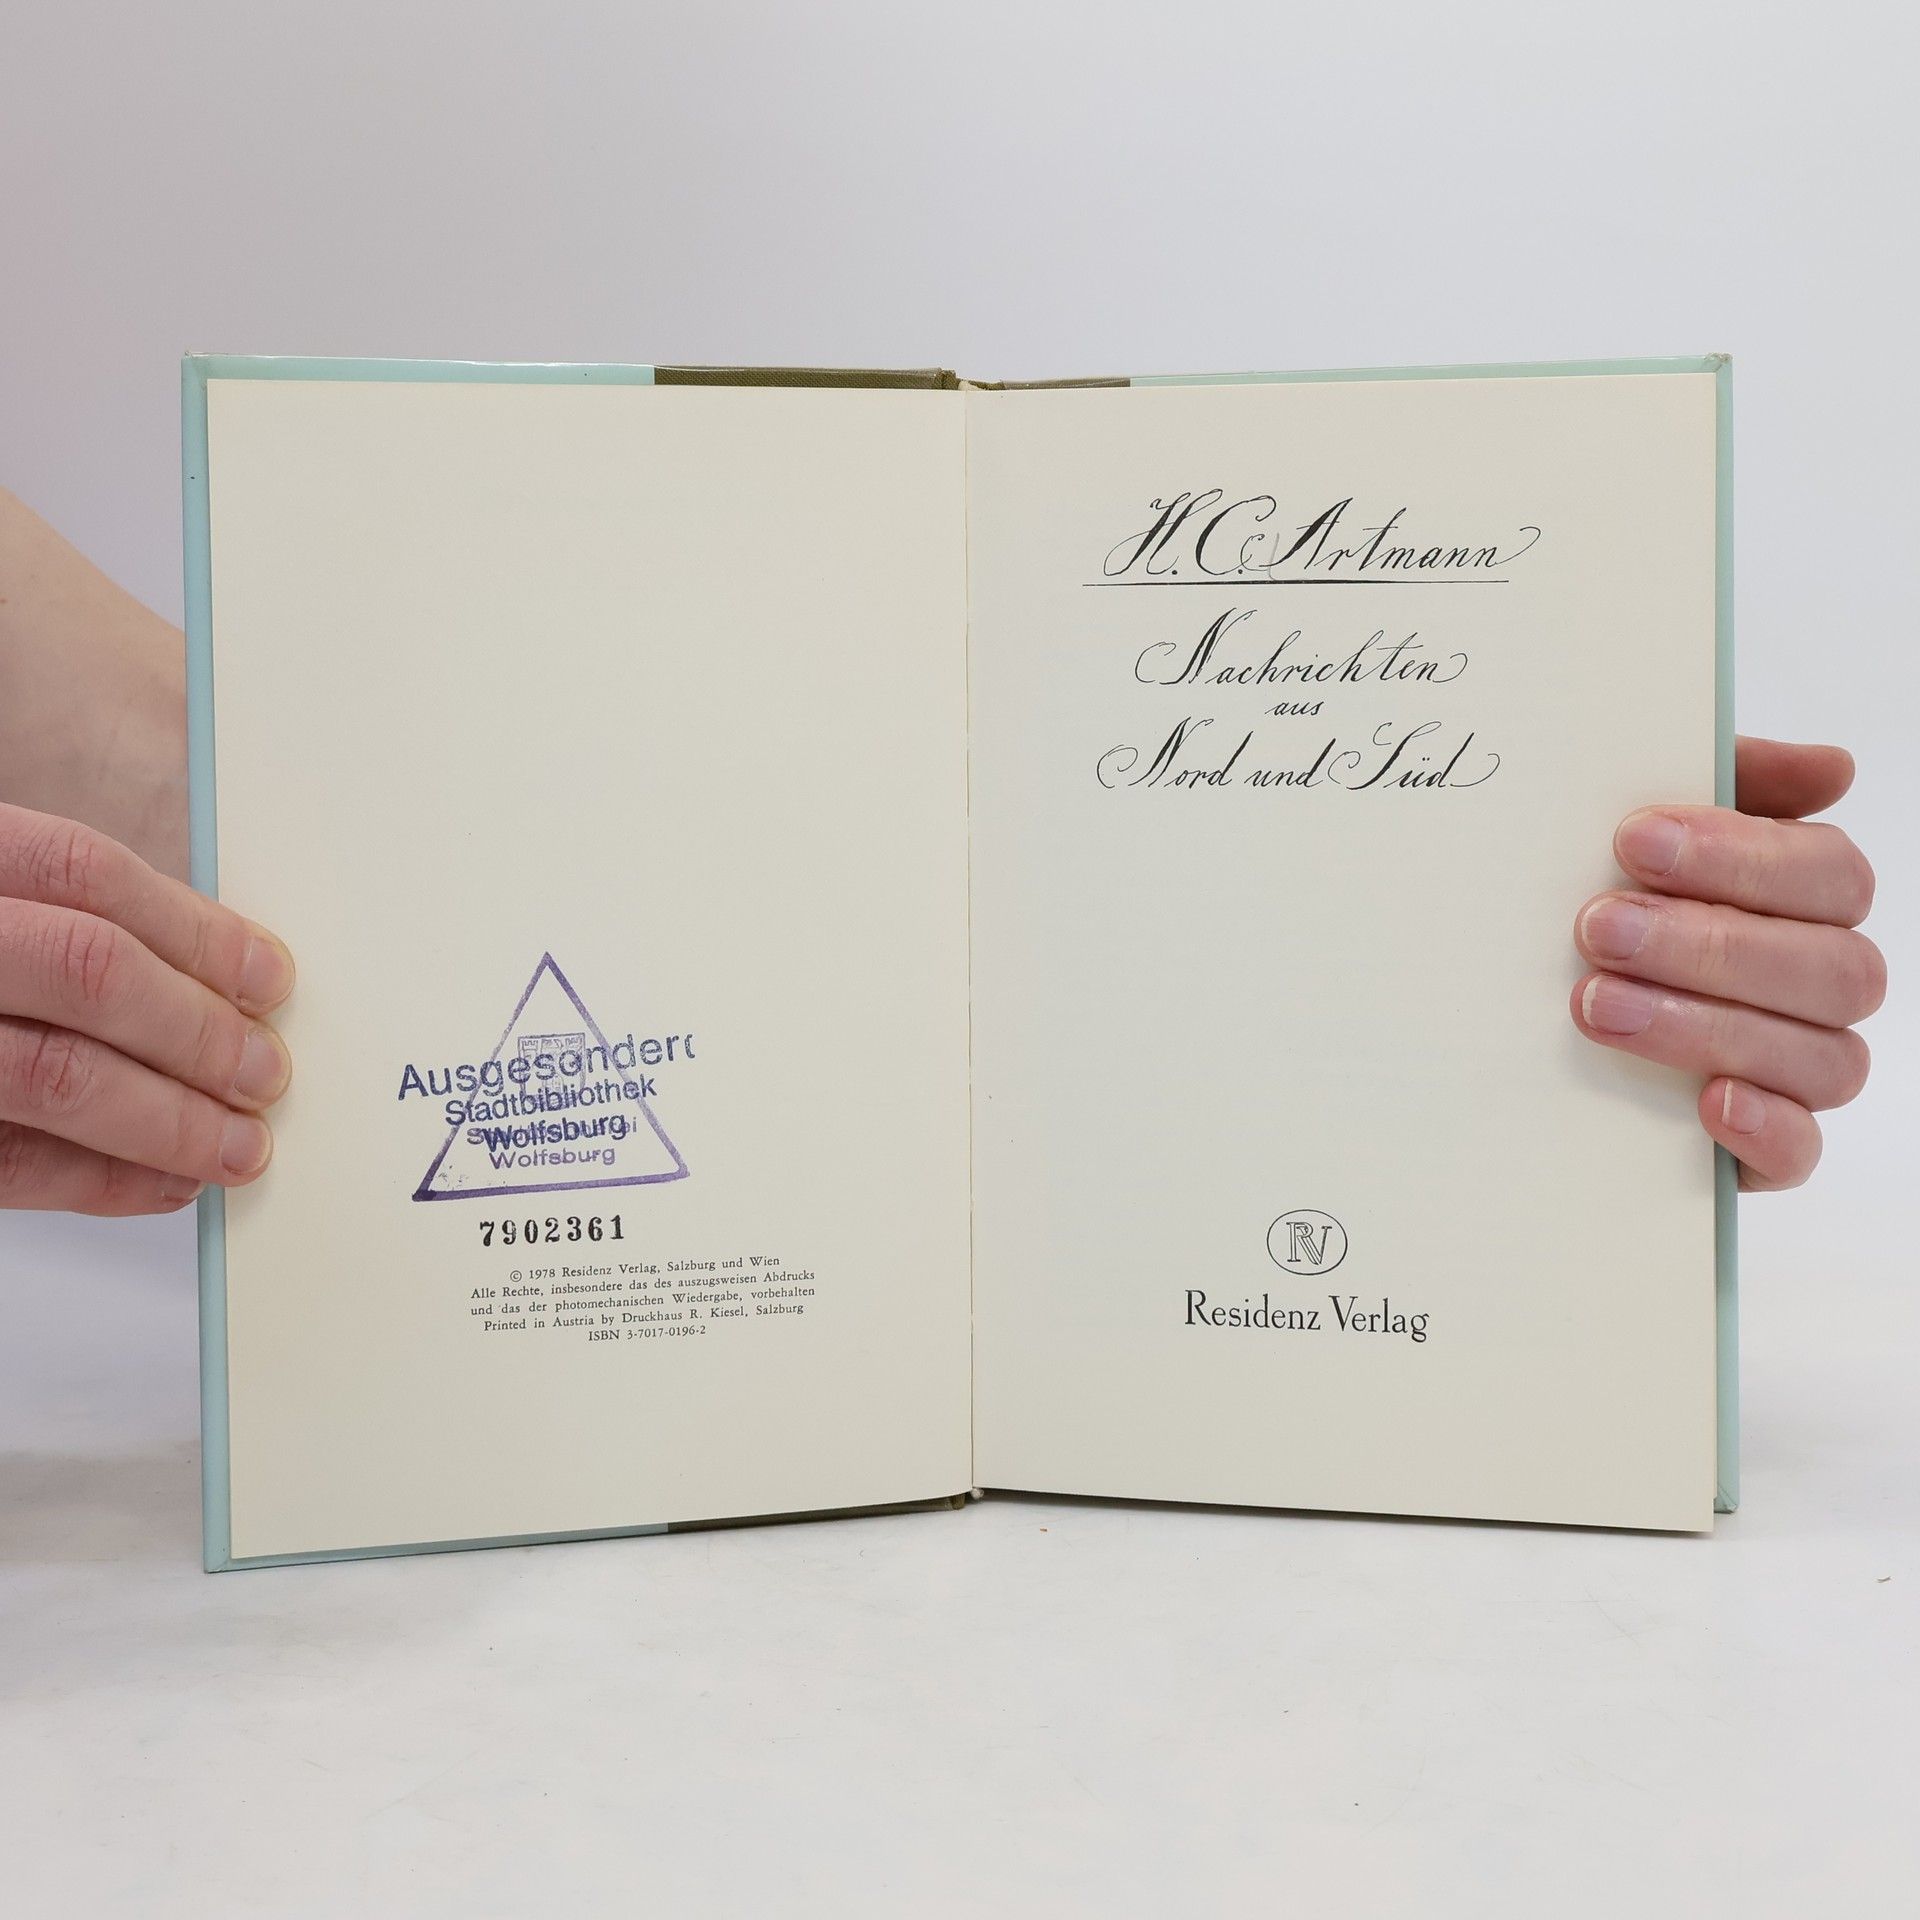 Ausgesondert
Stadtbibliothek
Wolfsburg
Wolfsburg
7902361
© 1978 Residenz Verlag, Salzburg und Wien
Alle Rechte, insbesondere das des auszugsweisen Abdrucks
und das der photomechanischen Wiedergabe, vorbehalten
Printed in Austria by Druckhaus R. Kiesel, Salzburg
ISBN 3-7017-0196-2
H. C. Artmann
Nachrichten
aus
Nord und Süd
RV
Residenz Verlag